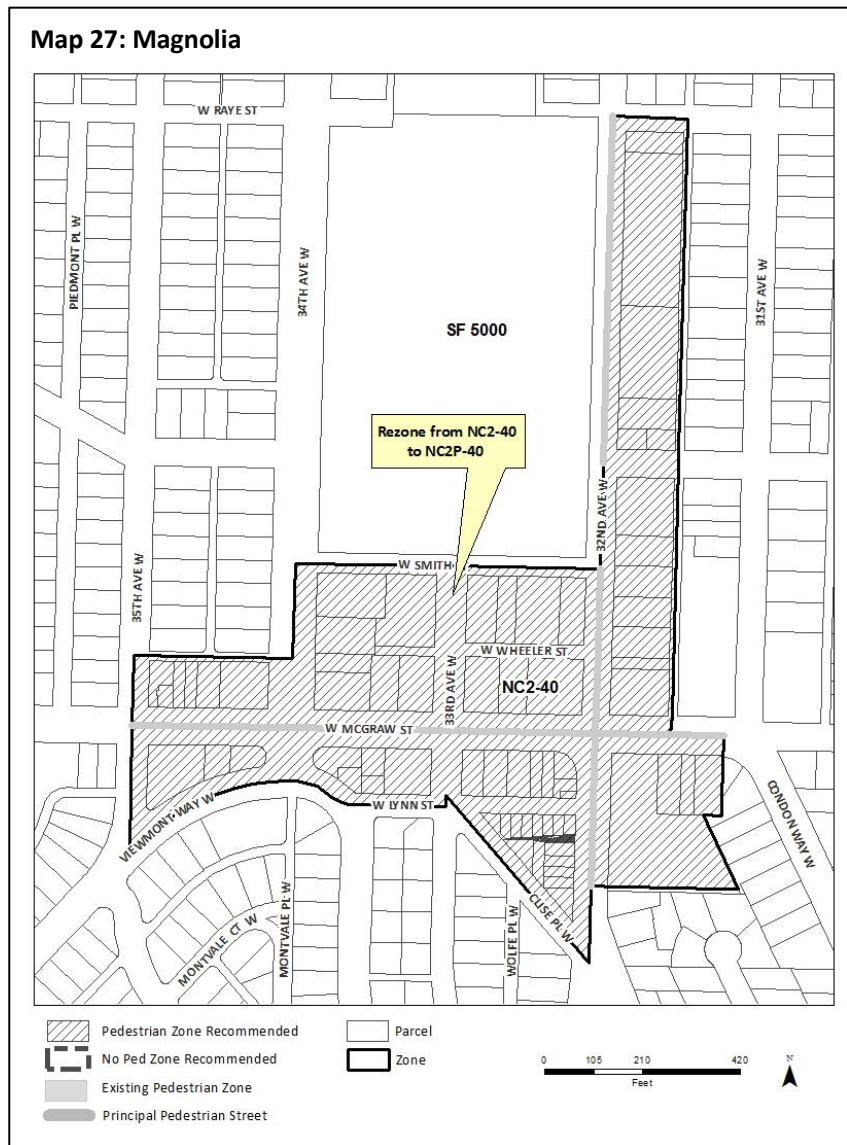 Map 27: Magnolia
W RAYE ST
PIEDMONT PL W
34TH AVE W
31ST AVE W
SF 5000
Rezone from NC2-40
to NC2P-40
32ND AVE W
35TH AVE W
W SMITH
W WHEELER ST
33RD AVE W
NC2-40
W MCGRAW ST
VIEWMONT WAY W
W LYNN ST
CONDON WAY W
MONTVALE CT W
MONTVALE PL W
WOLFE PL W
CLISE PL W
Pedestrian Zone Recommended
Parcel
No Ped Zone Recommended
Zone
Existing Pedestrian Zone
Principal Pedestrian Street
0 105 210 420
Feet
N